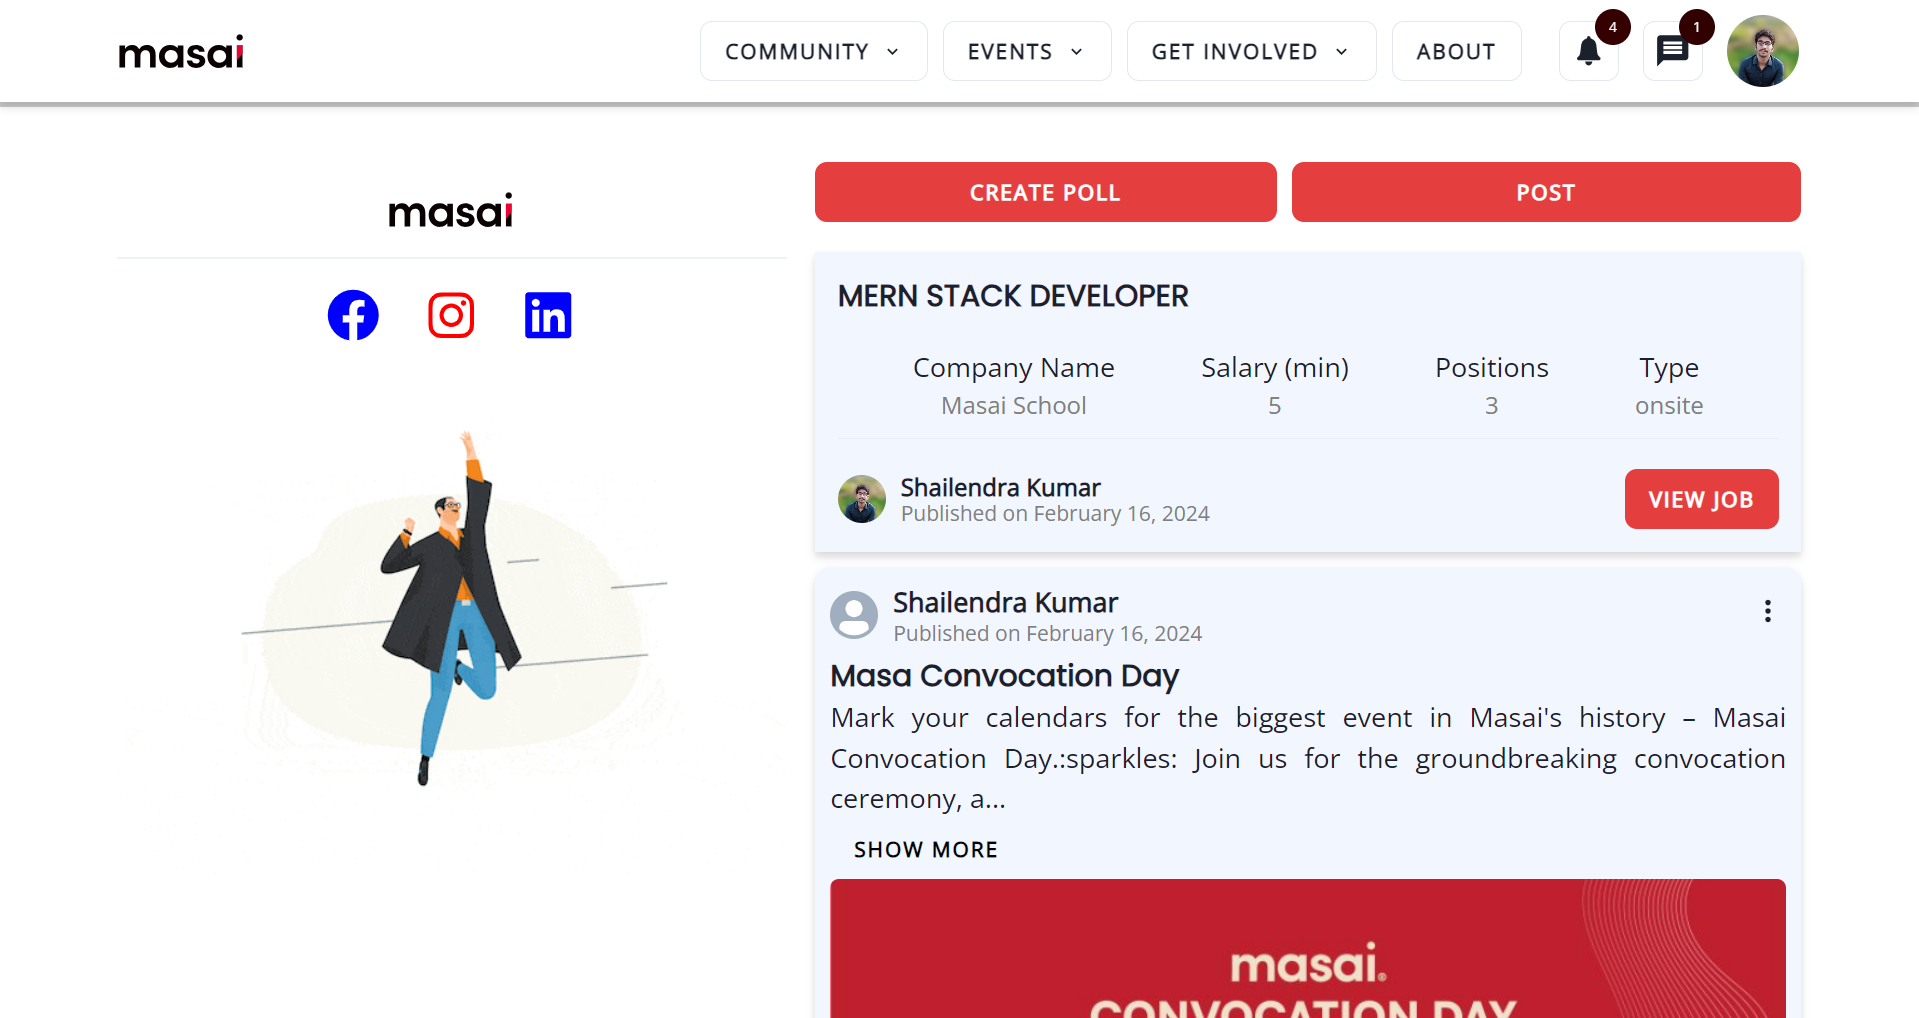 masai
COMMUNITY
EVENTS
GET INVOLVED
ABOUT
4
1
masai
CREATE POLL
POST
MERN STACK DEVELOPER
Company Name Salary (min) Positions Type
Masai School 5 3 onsite
Shailendra Kumar
Published on February 16, 2024
VIEW JOB
Shailendra Kumar
Published on February 16, 2024
Masa Convocation Day
Mark your calendars for the biggest event in Masai's history – Masai
Convocation Day.:sparkles: Join us for the groundbreaking convocation
ceremony, a...
SHOW MORE
masai®
CONVOCATION DAY